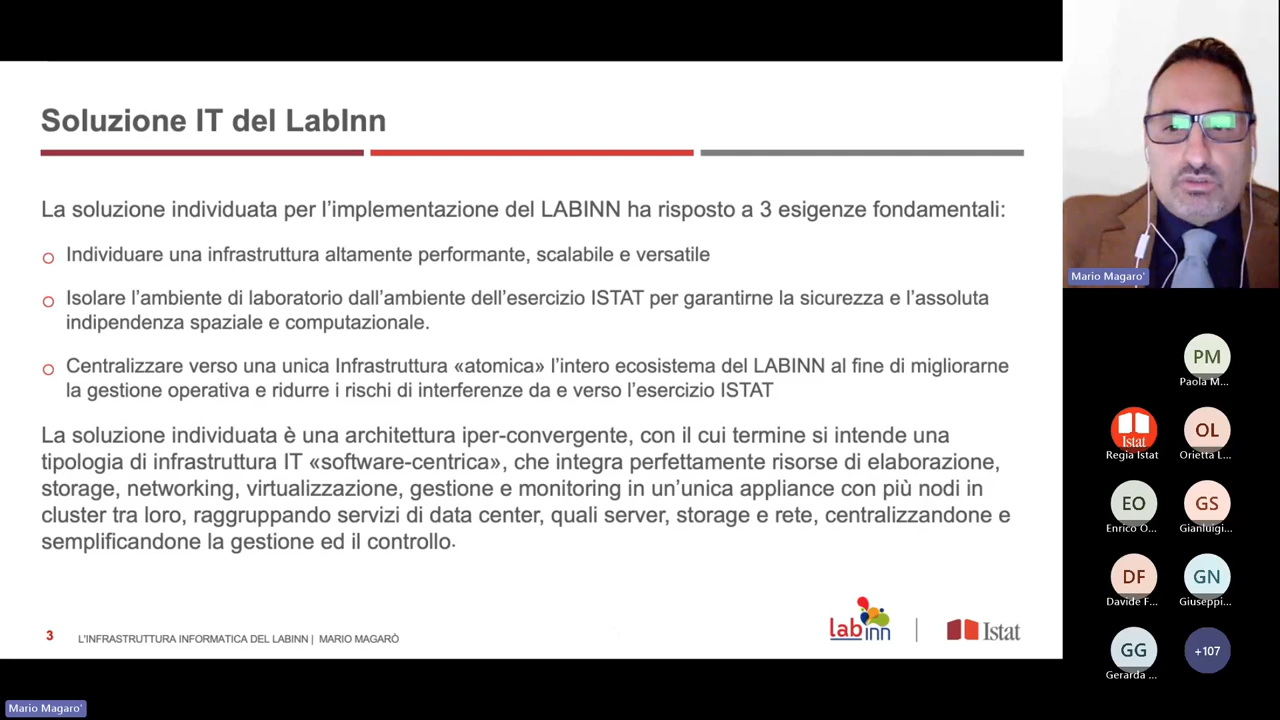 Soluzione IT del LabInn
La soluzione individuata per l’implementazione del LABINN ha risposto a 3 esigenze fondamentali:
Individuare una infrastruttura altamente performante, scalabile e versatile
Isolare l’ambiente di laboratorio dall’ambiente dell’esercizio ISTAT per garantirne la sicurezza e l’assoluta
indipendenza spaziale e computazionale.
Centralizzare verso una unica Infrastruttura «atomica» l’intero ecosistema del LABINN al fine di migliorarne
la gestione operativa e ridurre i rischi di interferenze da e verso l’esercizio ISTAT
La soluzione individuata è una architettura iper-convergente, con il cui termine si intende una
tipologia di infrastruttura IT «software-centrica», che integra perfettamente risorse di elaborazione,
storage, networking, virtualizzazione, gestione e monitoring in un’unica appliance con più nodi in
cluster tra loro, raggruppando servizi di data center, quali server, storage e rete, centralizzandone e
semplificandone la gestione ed il controllo.
3 L’INFRASTRUTTURA INFORMATICA DEL LABINN | MARIO MAGARÒ
labinn | Istat
Mario Magaro'
PM
Paola M...
Istat OL
Regia Istat Orietta L...
EO GS
Enrico O... Gianluigi...
DF GN
Davide F... Giuseppi...
GG +107
Gerarda ...
Mario Magaro'